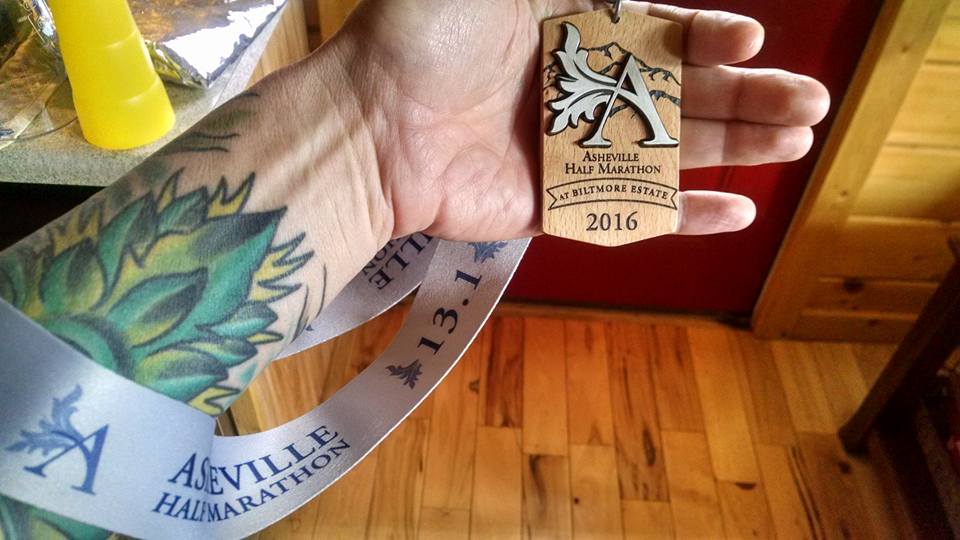 A
ASHEVILLE
HALF MARATHON
AT BILTMORE ESTATE
2016
13.1
A
ASHEVILLE
HALF MARATHON